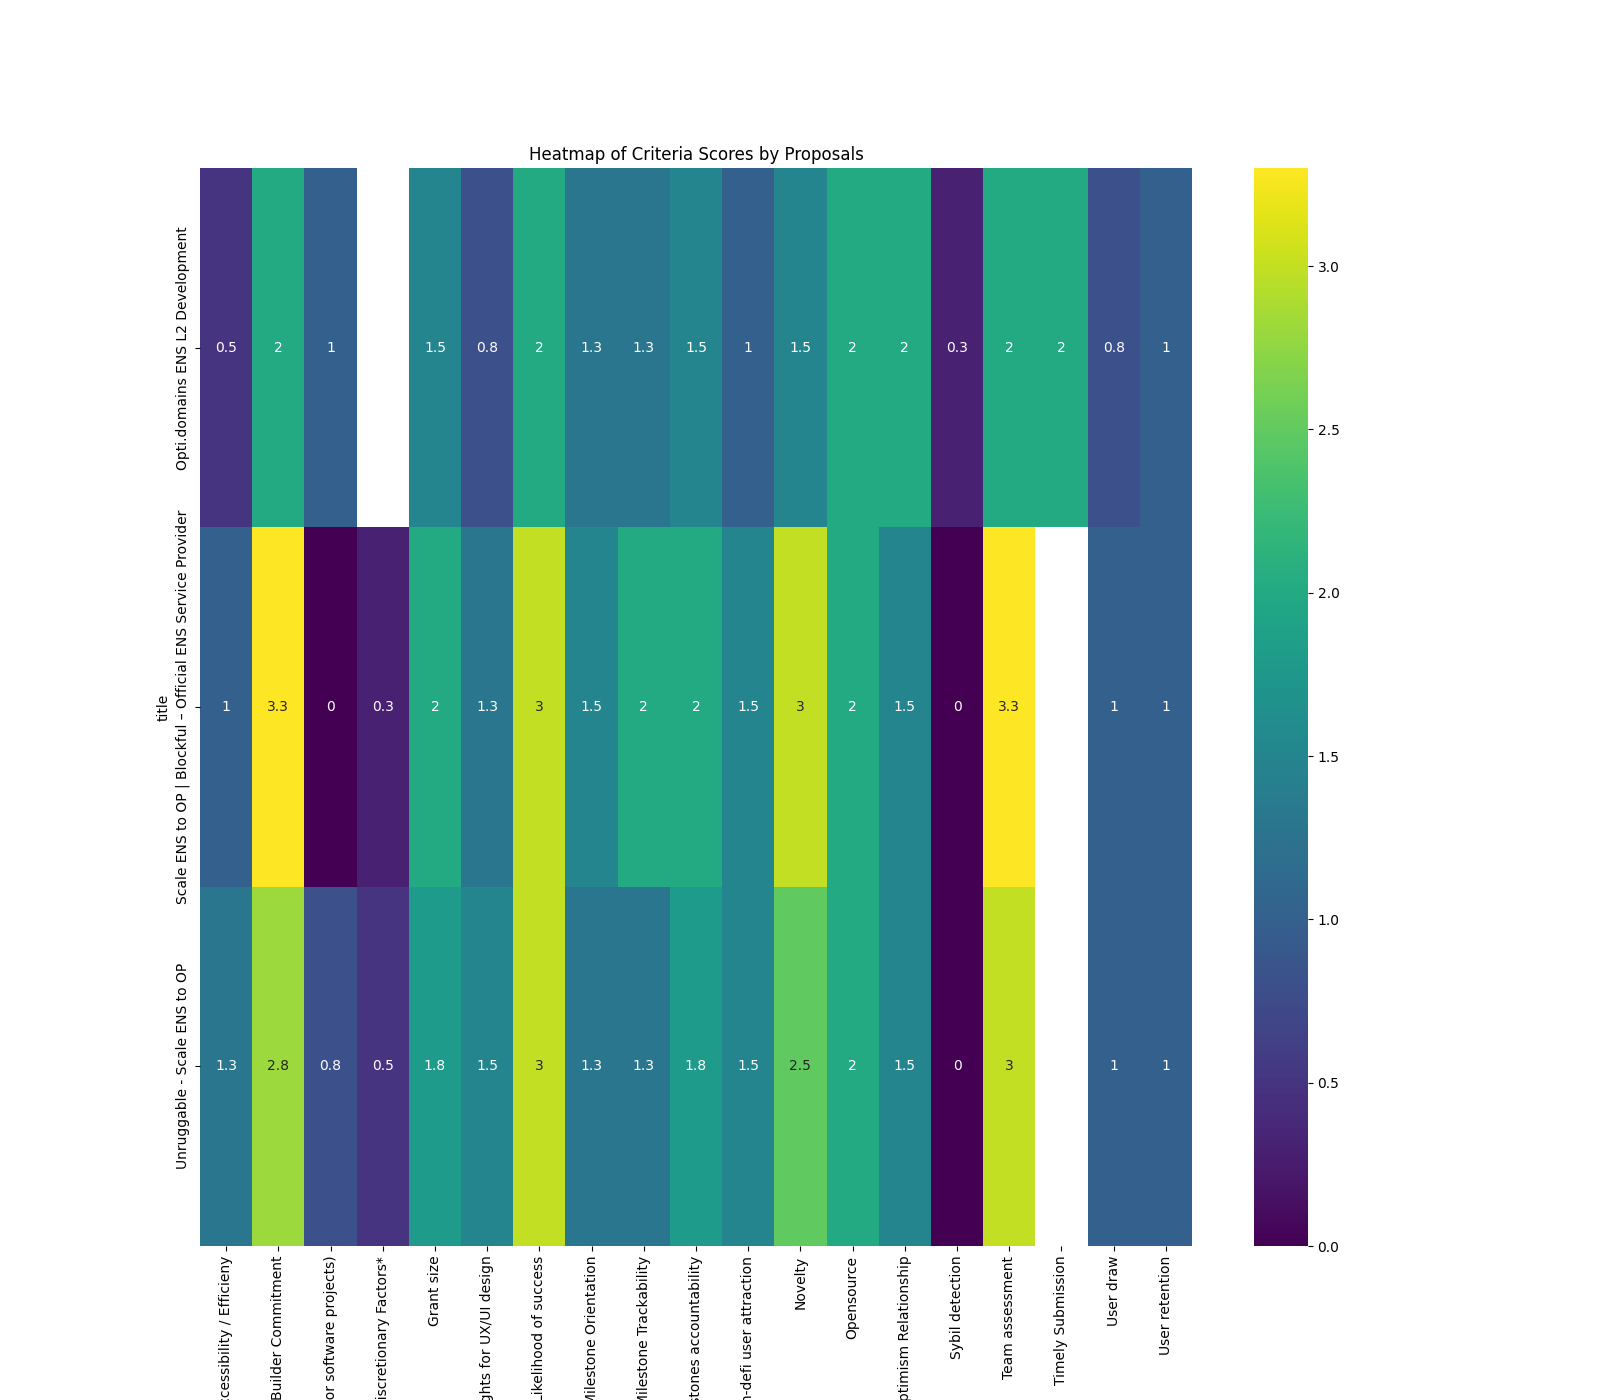 Heatmap of Criteria Scores by Proposals
title
Opti.domains ENS L2 Development
0.5 2 1 1.5 0.8 2 1.3 1.3 1.5 1 1.5 2 2 0.3 2 2 0.8 1
Scale ENS to OP | Blockful – Official ENS Service Provider
1 3.3 0 0.3 2 1.3 3 1.5 2 2 1.5 3 2 1.5 0 3.3 1 1
Unruggable - Scale ENS to OP
1.3 2.8 0.8 0.5 1.8 1.5 3 1.3 1.3 1.8 1.5 2.5 2 1.5 0 3 1 1
cessibility / Efficieny
Builder Commitment
or software projects)
iscretionary Factors*
Grant size
ghts for UX/UI design
Likelihood of success
Milestone Orientation
Milestone Trackability
stones accountability
n-defi user attraction
Novelty
Opensource
ptimism Relationship
Sybil detection
Team assessment
Timely Submission
User draw
User retention
3.0
2.5
2.0
1.5
1.0
0.5
0.0